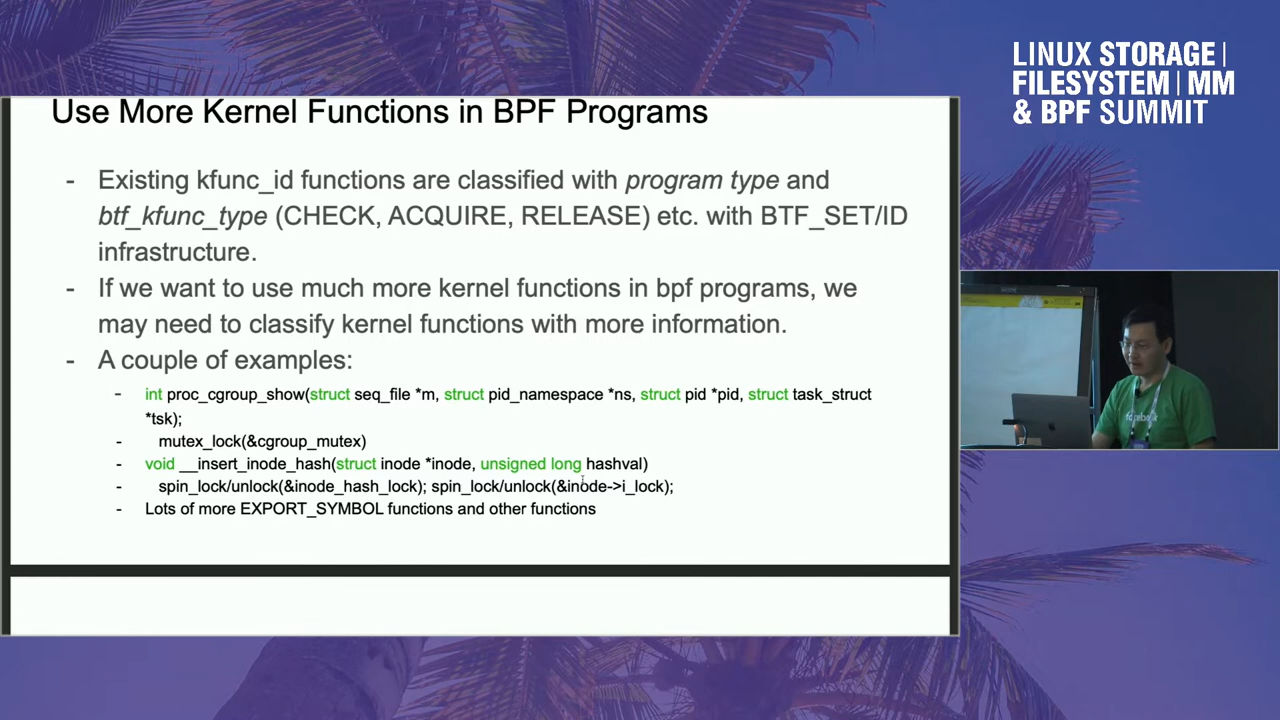 LINUX STORAGE |
FILESYSTEM | MM
& BPF SUMMIT
Use More Kernel Functions in BPF Programs
- Existing kfunc_id functions are classified with program type and
btf_kfunc_type (CHECK, ACQUIRE, RELEASE) etc. with BTF_SET/ID
infrastructure.
- If we want to use much more kernel functions in bpf programs, we
may need to classify kernel functions with more information.
- A couple of examples:
- int proc_cgroup_show(struct seq_file *m, struct pid_namespace *ns, struct pid *pid, struct task_struct
*tsk);
- mutex_lock(&cgroup_mutex)
- void __insert_inode_hash(struct inode *inode, unsigned long hashval)
- spin_lock/unlock(&inode_hash_lock); spin_lock/unlock(&inode->i_lock);
- Lots of more EXPORT_SYMBOL functions and other functions
facebook